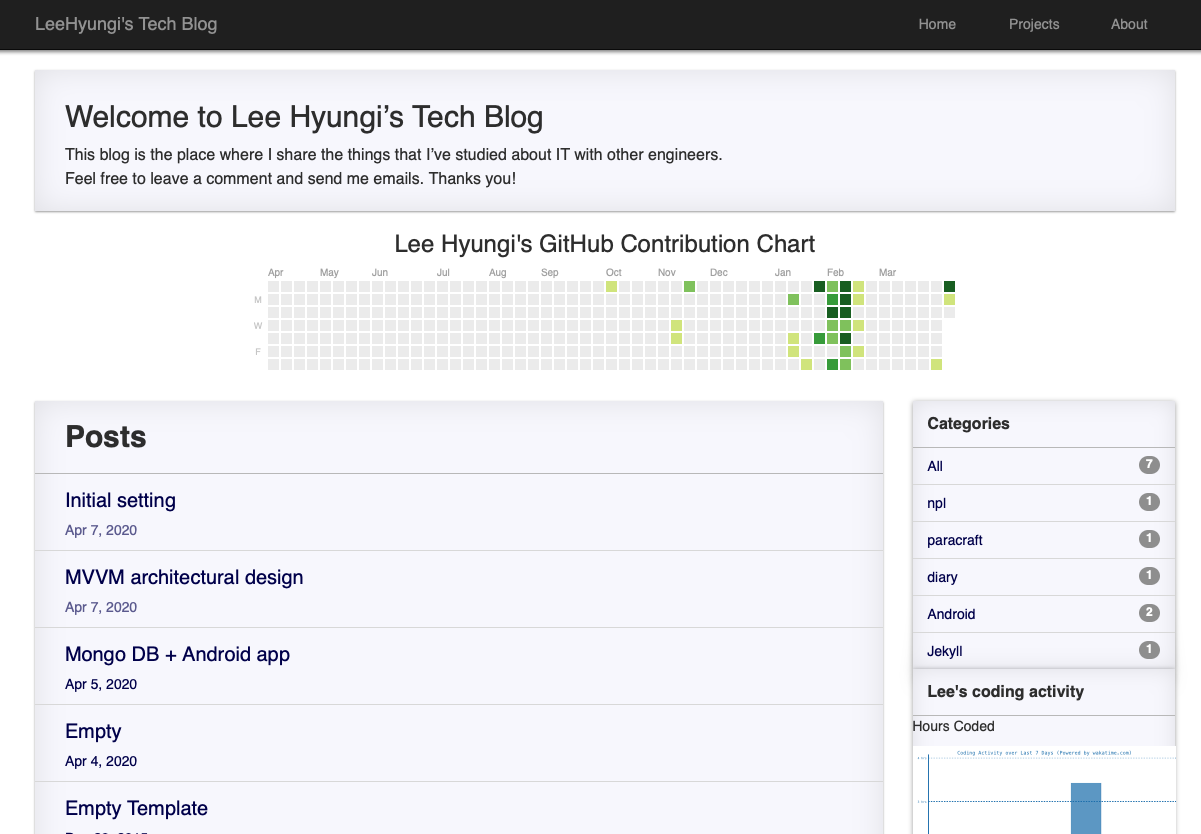 LeeHyungi's Tech Blog
Home
Projects
About
Welcome to Lee Hyungi’s Tech Blog
This blog is the place where I share the things that I’ve studied about IT with other engineers.
Feel free to leave a comment and send me emails. Thanks you!
Lee Hyungi's GitHub Contribution Chart
Apr May Jun Jul Aug Sep Oct Nov Dec Jan Feb Mar
M
W
F
Posts
Initial setting
Apr 7, 2020
MVVM architectural design
Apr 7, 2020
Mongo DB + Android app
Apr 5, 2020
Empty
Apr 4, 2020
Empty Template
Categories
All 7
npl 1
paracraft 1
diary 1
Android 2
Jekyll 1
Lee's coding activity
Hours Coded
Coding Activity over Last 7 Days (Powered by wakatime.com)